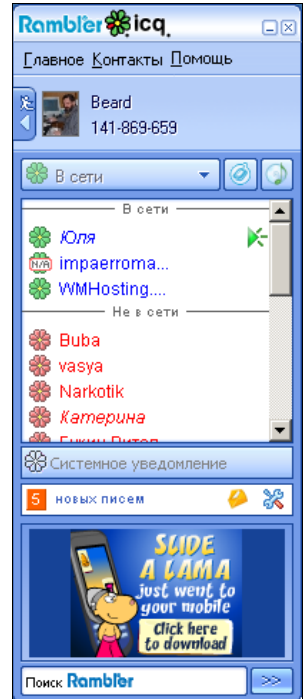 Rambler icq
Главное Контакты Помощь
Beard
141-869-659
В сети
В сети
Юля
N/A impaerroma...
WMHosting....
Не в сети
Buba
vasya
Narkotik
Катерина
Системное уведомление
5 новых писем
SLIDE
A LAMA
just went to
your mobile
Click here
to download
Поиск Rambler >>